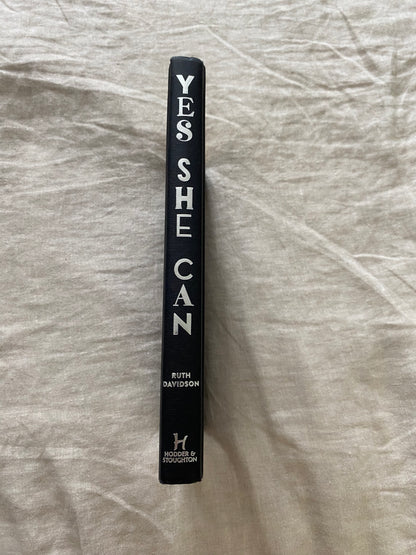 YES SHE CAN
RUTH
DAVIDSON
HODDER &
STOUGHTON